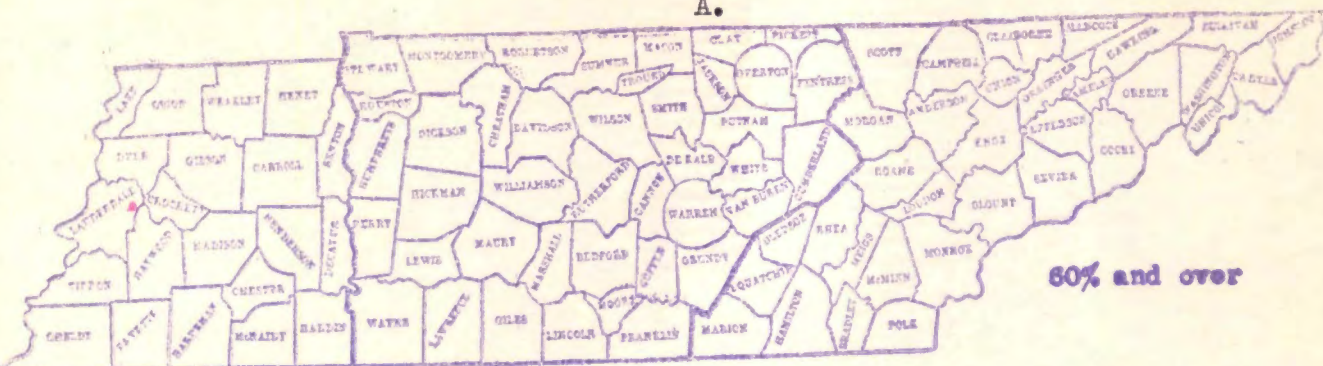 A.
STEWART MONTGOMERY ROBERTSON SUMNER MACON CLAY PICKETT SCOTT CAMPBELL CLAIBORNE HANCOCK HAWKINS SULLIVAN JOHNSON
LAKE OBION WEAKLEY HENRY HOUSTON CHEATHAM TROUSDALE JACKSON OVERTON FENTRESS ANDERSON UNION GRAINGER HAMBLEN GREENE WASHINGTON UNICOI CARTER
DYER GIBSON CARROLL BENTON HUMPHREYS DICKSON DAVIDSON WILSON SMITH PUTNAM MORGAN KNOX JEFFERSON COCKE
LAUDERDALE CROCKETT HICKMAN WILLIAMSON RUTHERFORD CANNON DE KALB WHITE CUMBERLAND ROANE LOUDON BLOUNT SEVIER
TIPTON HAYWOOD MADISON HENDERSON DECATUR PERRY LEWIS MAURY MARSHALL BEDFORD COFFEE WARREN VAN BUREN BLEDSOE RHEA MEIGS McMINN MONROE
CHESTER MOORE GRUNDY SEQUATCHIE
60% and over
SHELBY FAYETTE HARDEMAN McNAIRY HARDIN WAYNE LAWRENCE GILES LINCOLN FRANKLIN MARION HAMILTON BRADLEY POLK